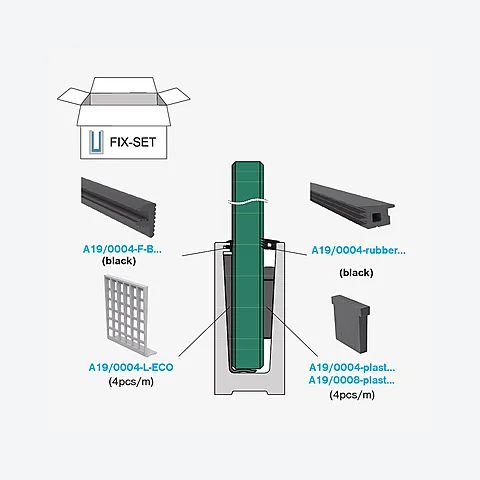 FIX-SET
A19/0004-F-B...
(black)
A19/0004-rubber...
(black)
A19/0004-L-ECO
(4pcs/m)
A19/0004-plast...
A19/0008-plast...
(4pcs/m)